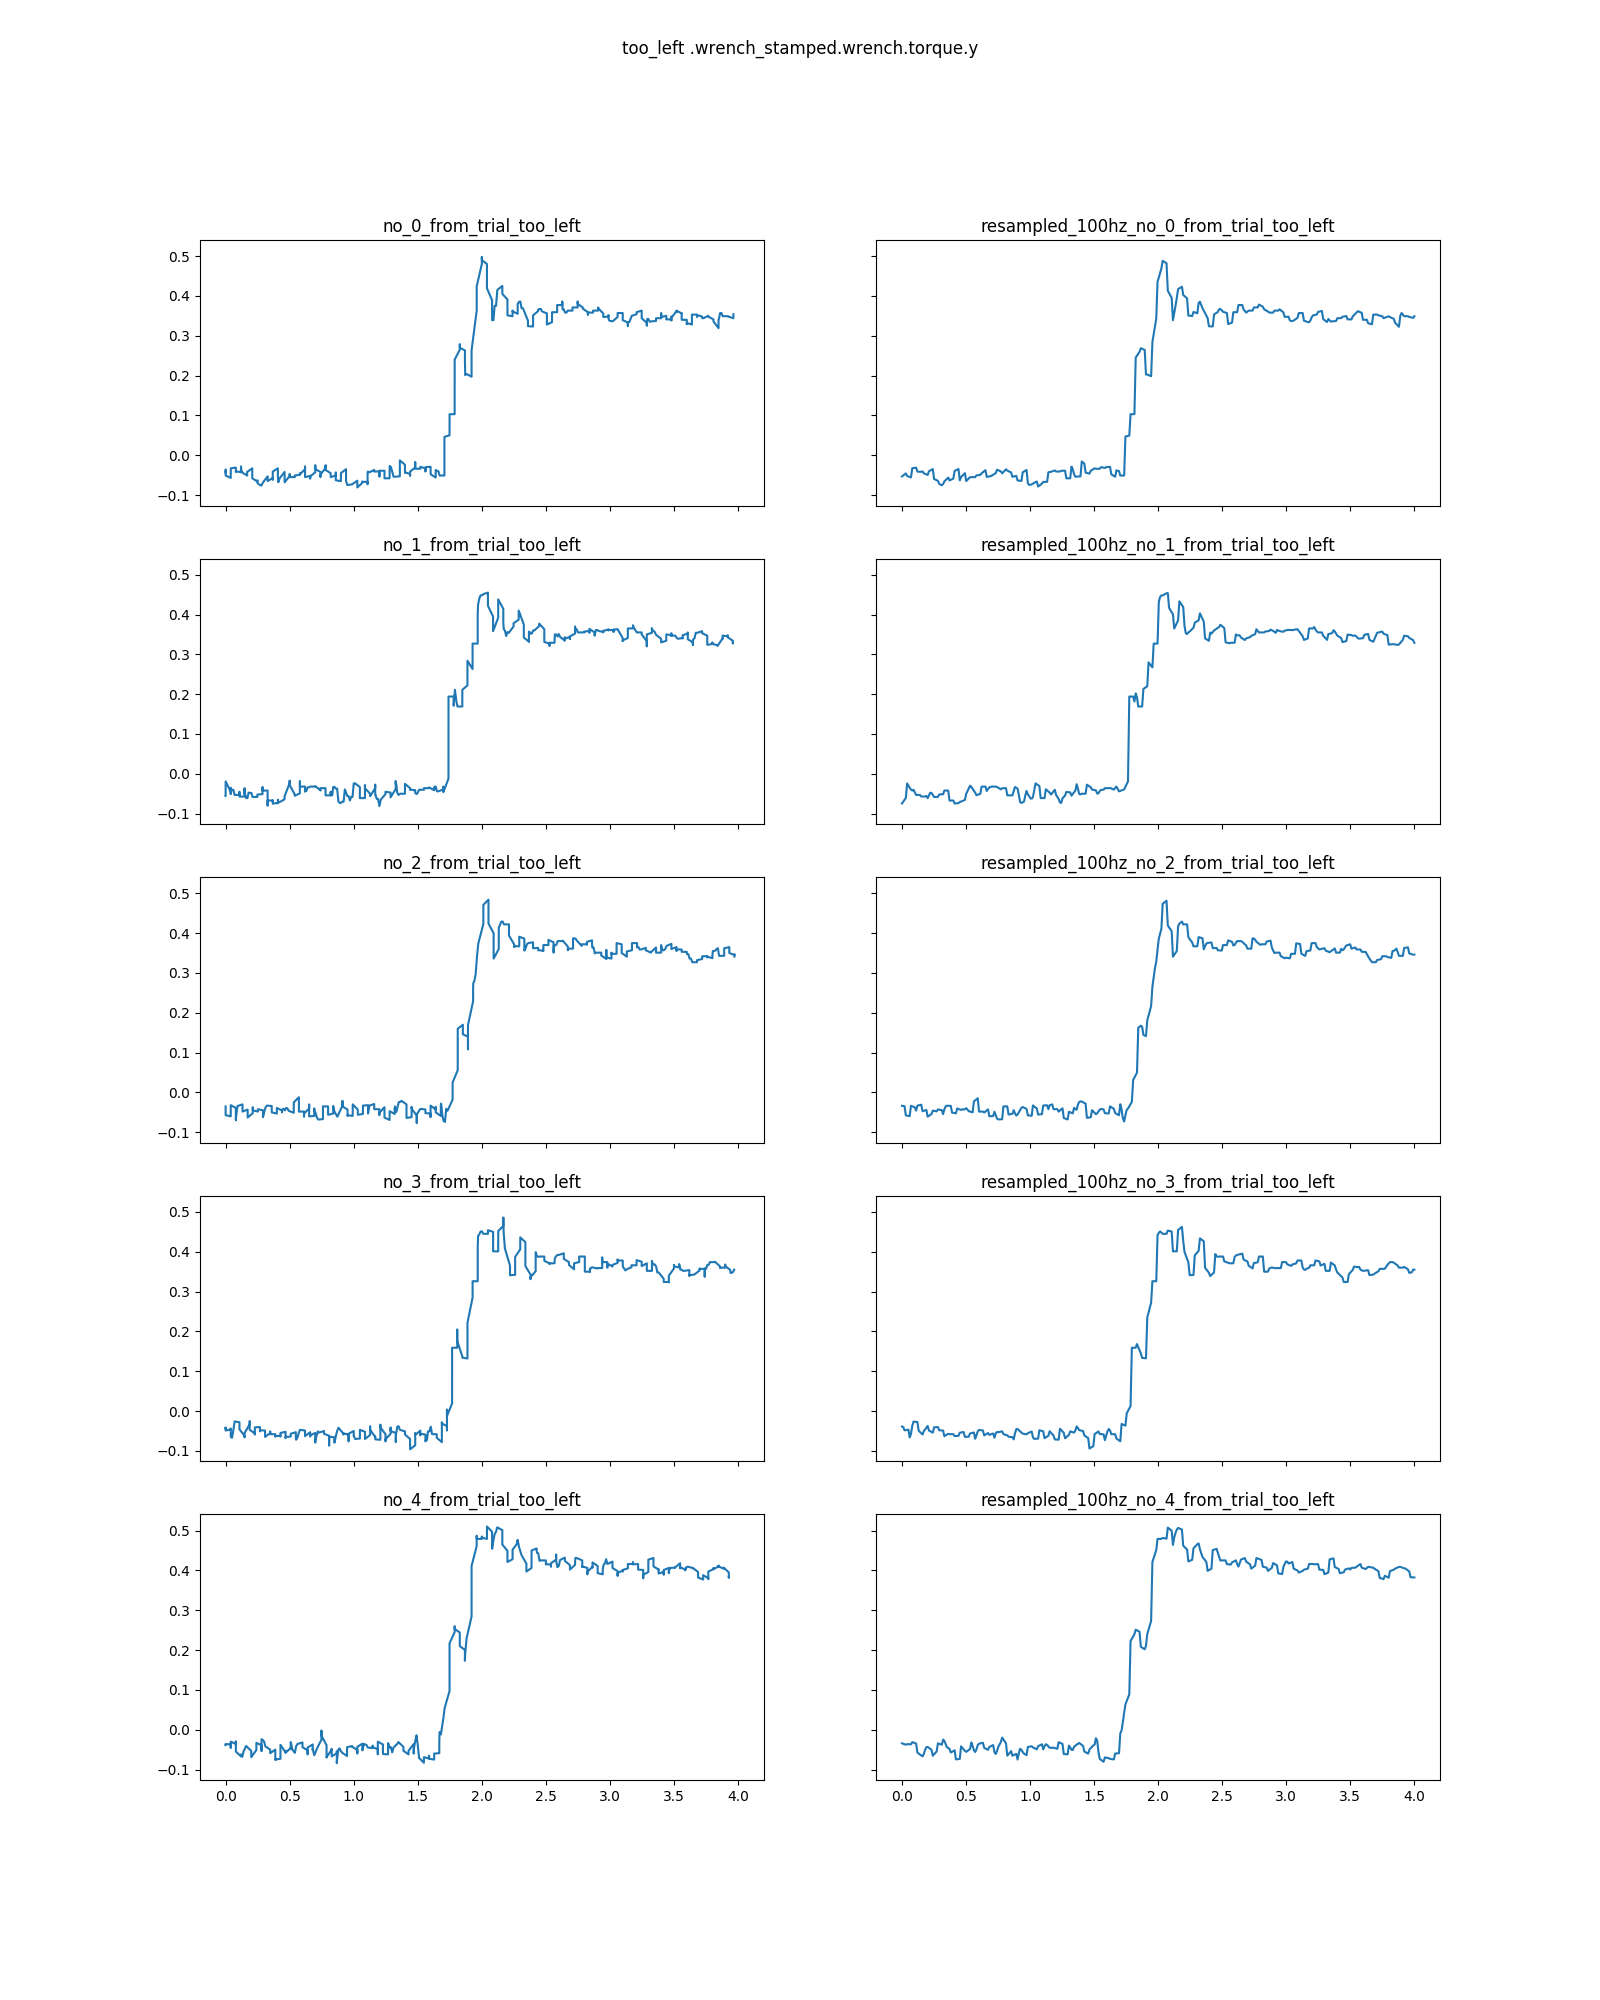 too_left .wrench_stamped.wrench.torque.y
no_0_from_trial_too_left
resampled_100hz_no_0_from_trial_too_left
0.5
0.4
0.3
0.2
0.1
0.0
−0.1
no_1_from_trial_too_left
resampled_100hz_no_1_from_trial_too_left
0.5
0.4
0.3
0.2
0.1
0.0
−0.1
no_2_from_trial_too_left
resampled_100hz_no_2_from_trial_too_left
0.5
0.4
0.3
0.2
0.1
0.0
−0.1
no_3_from_trial_too_left
resampled_100hz_no_3_from_trial_too_left
0.5
0.4
0.3
0.2
0.1
0.0
−0.1
no_4_from_trial_too_left
resampled_100hz_no_4_from_trial_too_left
0.5
0.4
0.3
0.2
0.1
0.0
−0.1
0.0 0.5 1.0 1.5 2.0 2.5 3.0 3.5 4.0
0.0 0.5 1.0 1.5 2.0 2.5 3.0 3.5 4.0